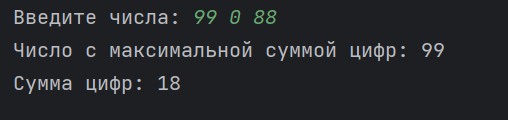 Введите числа: 99 0 88
Число с максимальной суммой цифр: 99
Сумма цифр: 18